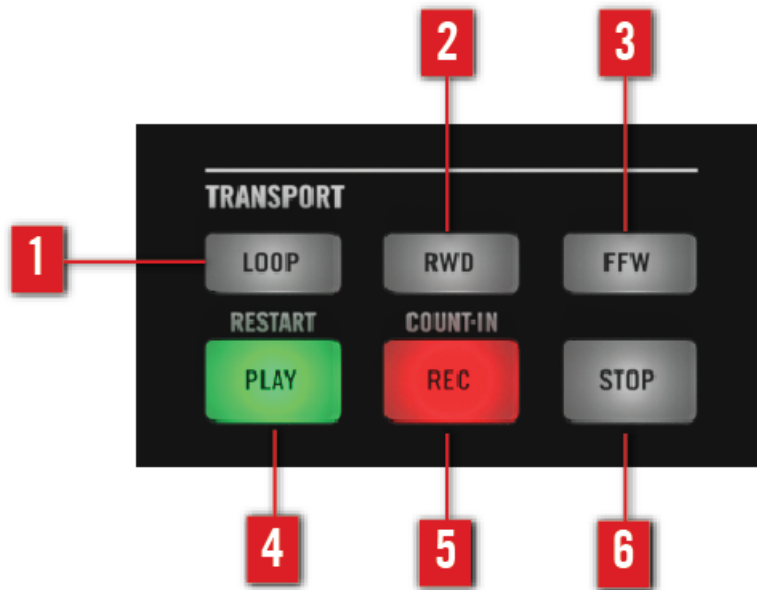 2 3
TRANSPORT
1 LOOP RWD FFW
RESTART COUNT-IN
PLAY REC STOP
4 5 6